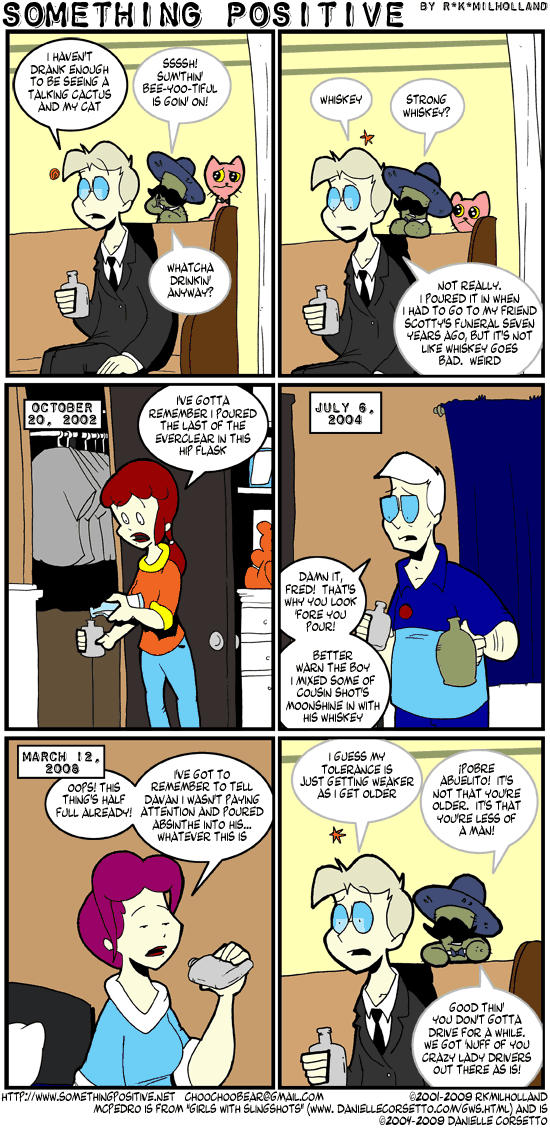 SOMETHING POSITIVE
BY R*K*MILHOLLAND
I HAVEN'T
DRANK ENOUGH
TO BE SEEING A
TALKING CACTUS
AND MY CAT
SSSSH!
SUM'THIN'
BEE-YOO-TIFUL
IS GOIN' ON!
WHATCHA
DRINKIN'
ANYWAY?
WHISKEY
STRONG
WHISKEY?
NOT REALLY.
I POURED IT IN WHEN
I HAD TO GO TO MY FRIEND
SCOTTY'S FUNERAL SEVEN
YEARS AGO, BUT IT'S NOT
LIKE WHISKEY GOES
BAD. WEIRD
OCTOBER
20, 2002
I'VE GOTTA
REMEMBER I POURED
THE LAST OF THE
EVERCLEAR IN THIS
HIP FLASK
JULY 6,
2004
DAMN IT,
FRED! THAT'S
WHY YOU LOOK
'FORE YOU
POUR!
BETTER
WARN THE BOY
I MIXED SOME OF
COUSIN SHOT'S
MOONSHINE IN WITH
HIS WHISKEY
MARCH 12,
2008
OOPS! THIS
THING'S HALF
FULL ALREADY!
I'VE GOT TO
REMEMBER TO TELL
DAVAN I WASN'T PAYING
ATTENTION AND POURED
ABSINTHE INTO HIS...
WHATEVER THIS IS
I GUESS MY
TOLERANCE IS
JUST GETTING WEAKER
AS I GET OLDER
¡POBRE
ABUELITO! IT'S
NOT THAT YOU'RE
OLDER. IT'S THAT
YOU'RE LESS OF
A MAN!
GOOD THIN'
YOU DON'T GOTTA
DRIVE FOR A WHILE.
WE GOT 'NUFF OF YOU
CRAZY LADY DRIVERS
OUT THERE AS IS!
HTTP://WWW.SOMETHINGPOSITIVE.NET CHOOCHOOBEAR@GMAIL.COM ©2001-2009 RKMILHOLLAND
MCPEDRO IS FROM "GIRLS WITH SLINGSHOTS" (WWW. DANIELLECORSETTO.COM/GWS.HTML) AND IS
©2004-2009 DANIELLE CORSETTO